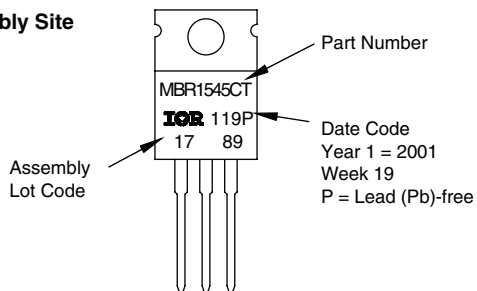 bly Site
Part Number
MBR1545CT
IOR 119P
17 89
Assembly
Lot Code
Date Code
Year 1 = 2001
Week 19
P = Lead (Pb)-free